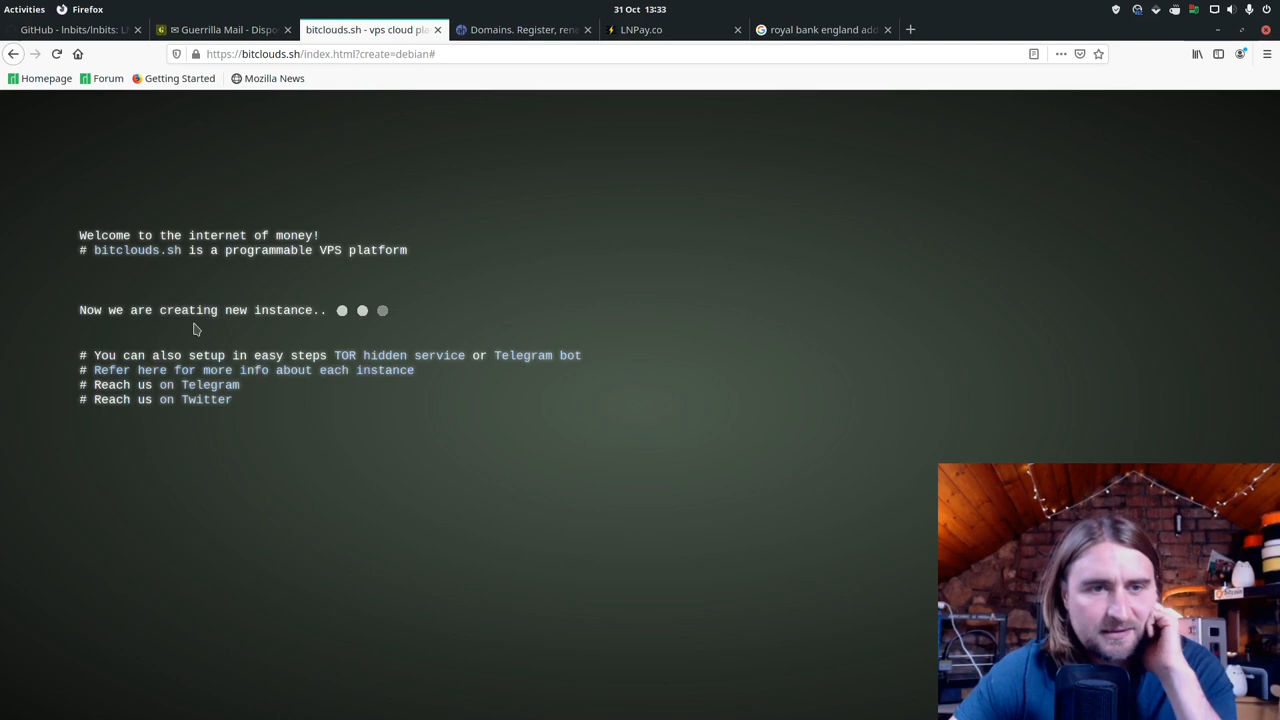 Activities Firefox 31 Oct 13:33
GitHub - lnbits/lnbits: LN
Guerrilla Mail - Dispo
bitclouds.sh - vps cloud pla
Domains. Register, rene
LNPay.co
royal bank england add
https://bitclouds.sh/index.html?create=debian#
Homepage Forum Getting Started Mozilla News
Welcome to the internet of money!
# bitclouds.sh is a programmable VPS platform
Now we are creating new instance..
# You can also setup in easy steps TOR hidden service or Telegram bot
# Refer here for more info about each instance
# Reach us on Telegram
# Reach us on Twitter
bitcoin